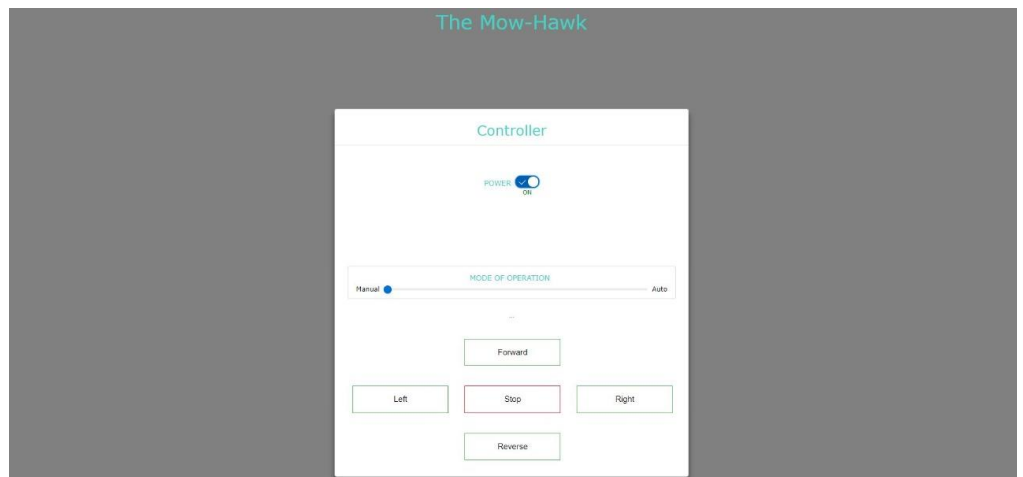 The Mow-Hawk
Controller
POWER
ON
MODE OF OPERATION
Manual Auto
...
Forward
Left Stop Right
Reverse